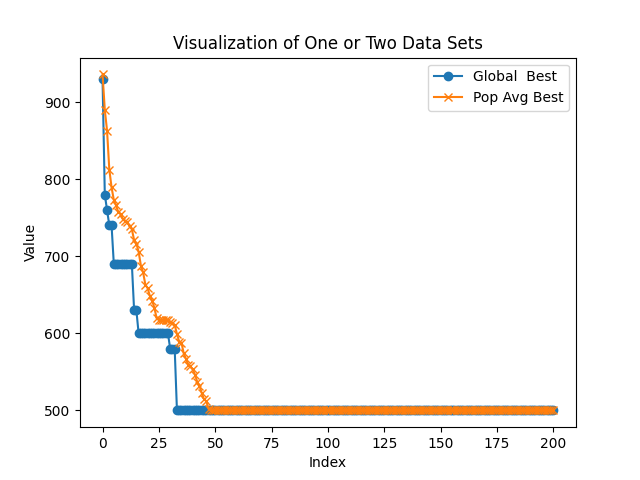 Visualization of One or Two Data Sets
Global  Best
Pop Avg Best
900
800
700
600
500
Value
0
25
50
75
100
125
150
175
200
Index